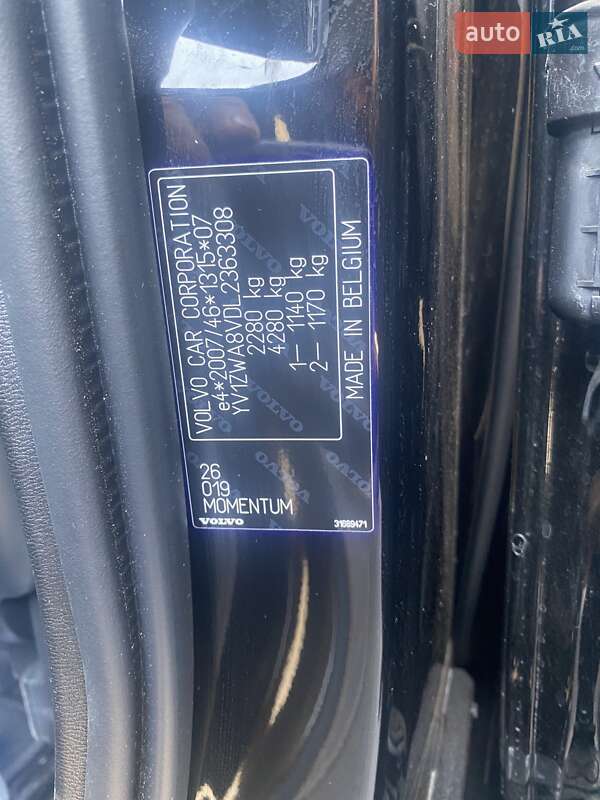 auto RIA
.com
VOLVO CAR CORPORATION
e4*2007/46*1315*07
YV1ZWA8VDL2363308
2280 kg
4280 kg
1— 1140 kg
2— 1170 kg
MADE IN BELGIUM
26
019
MOMENTUM
VOLVO
31689471